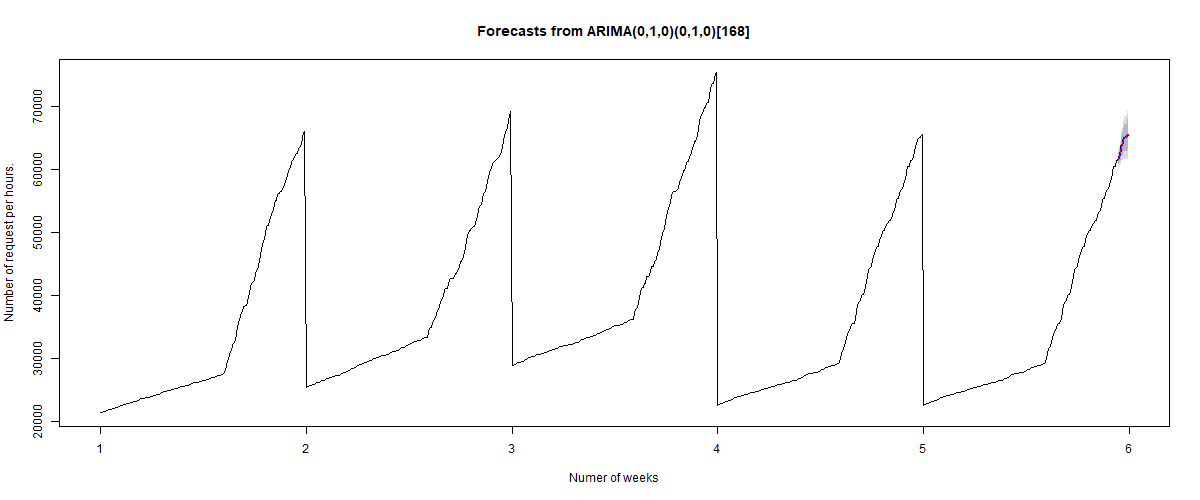 Forecasts from ARIMA(0,1,0)(0,1,0)[168]
Number of request per hours.
70000
60000
50000
40000
30000
20000
1 2 3 4 5 6
Numer of weeks